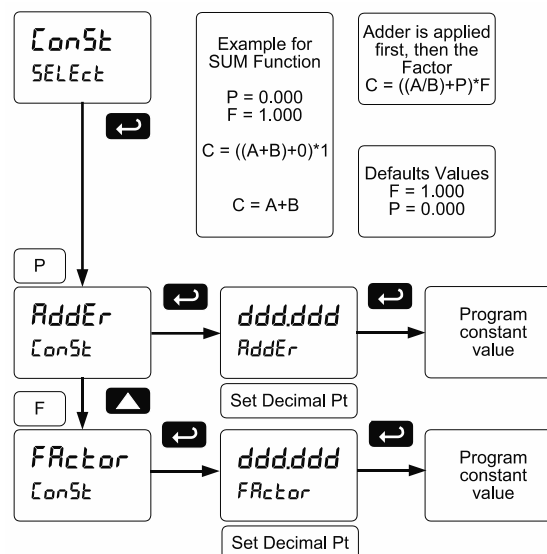 ConSt
SELEct
Example for
SUM Function
P = 0.000
F = 1.000
C = ((A+B)+0)*1
C = A+B
Adder is applied
first, then the
Factor
C = ((A/B)+P)*F
Defaults Values
F = 1.000
P = 0.000
P
AddEr
ConSt
ddd.ddd
AddEr
Program
constant
value
Set Decimal Pt
F
FActor
ConSt
ddd.ddd
FActor
Program
constant
value
Set Decimal Pt